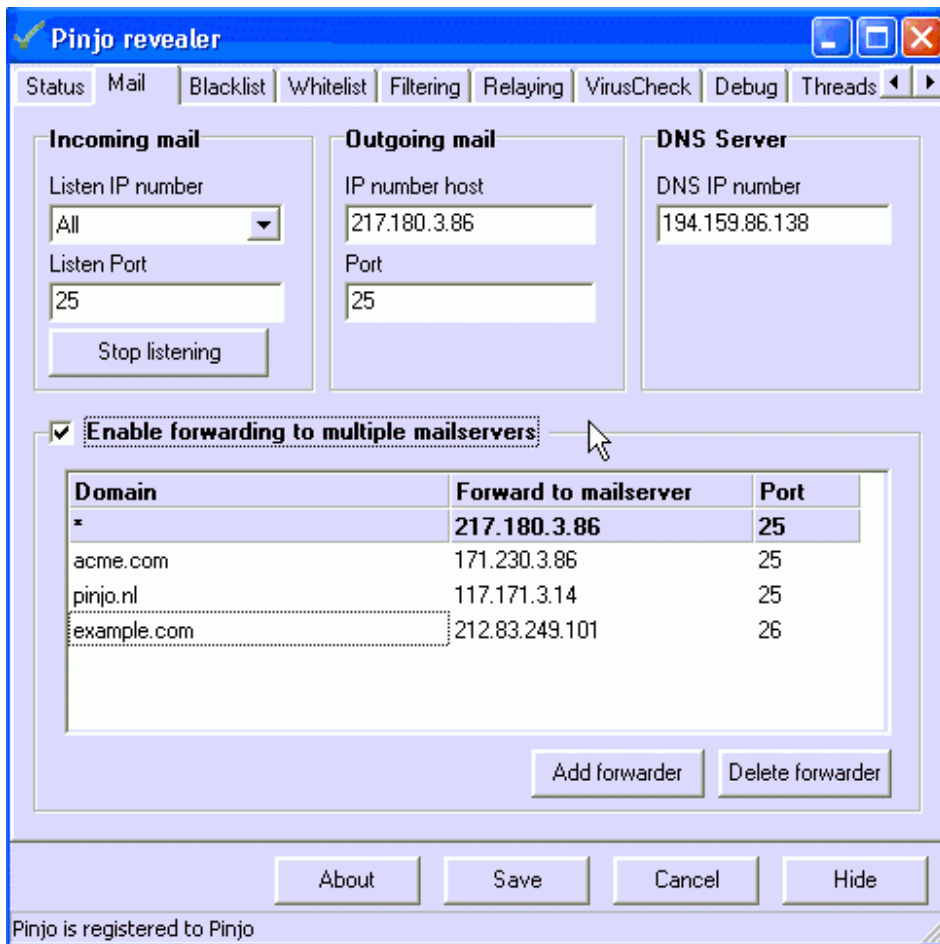 Pinjo revealer
Status Mail Blacklist Whitelist Filtering Relaying VirusCheck Debug Threads
Incoming mail Outgoing mail DNS Server
Listen IP number IP number host DNS IP number
All 217.180.3.86 194.159.86.138
Listen Port Port
25 25
Stop listening
Enable forwarding to multiple mailservers
Domain Forward to mailserver Port
* 217.180.3.86 25
acme.com 171.230.3.86 25
pinjo.nl 117.171.3.14 25
example.com 212.83.249.101 26
Add forwarder Delete forwarder
About Save Cancel Hide
Pinjo is registered to Pinjo